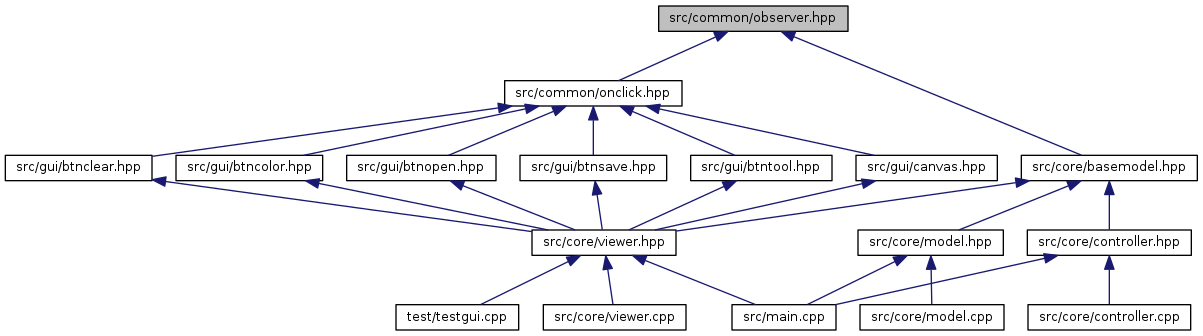 src/common/observer.hpp
src/common/onclick.hpp
src/gui/btnclear.hpp
src/gui/btncolor.hpp
src/gui/btnopen.hpp
src/gui/btnsave.hpp
src/gui/btntool.hpp
src/gui/canvas.hpp
src/core/basemodel.hpp
src/core/viewer.hpp
src/core/model.hpp
src/core/controller.hpp
test/testgui.cpp
src/core/viewer.cpp
src/main.cpp
src/core/model.cpp
src/core/controller.cpp